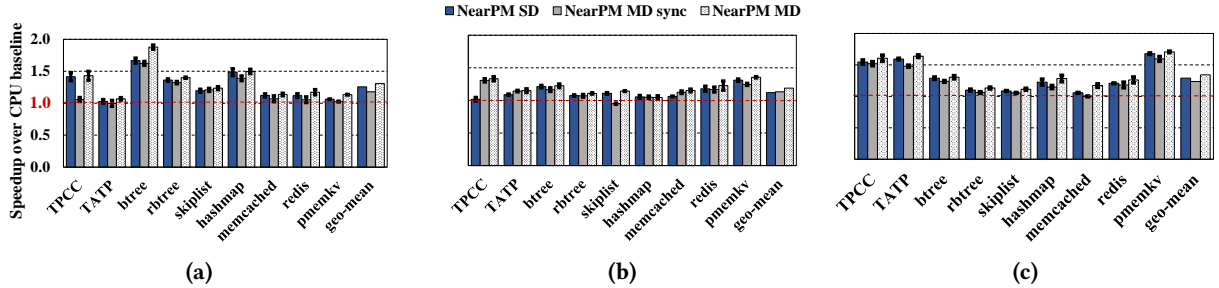 NearPM SD NearPM MD sync NearPM MD
Speedup over CPU baseline
2.0
1.5
1.0
0.5
0.0
TPCC
TATP
btree
rbtree
skiplist
hashmap
memcached
redis
pmemkv
geo-mean
(a)
TPCC
TATP
btree
rbtree
skiplist
hashmap
memcached
redis
pmemkv
geo-mean
(b)
TPCC
TATP
btree
rbtree
skiplist
hashmap
memcached
redis
pmemkv
geo-mean
(c)